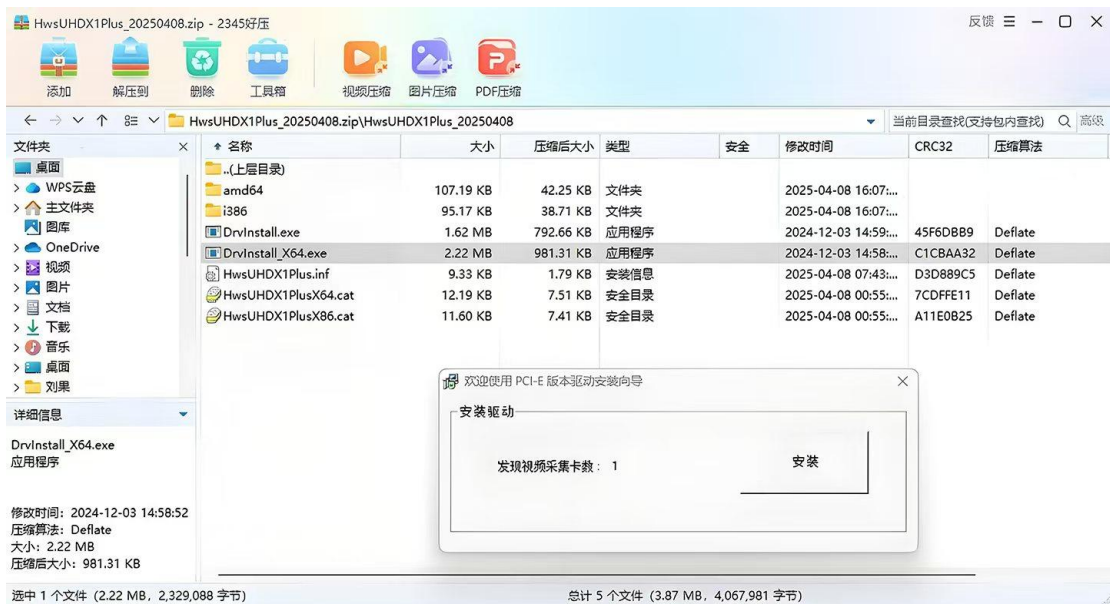 HwsUHDX1Plus_20250408.zip - 2345好压
反馈
添加 解压到 删除 工具箱 视频压缩 图片压缩 PDF压缩
HwsUHDX1Plus_20250408.zip\HwsUHDX1Plus_20250408 当前目录查找(支持包内查找) 高级
文件夹
桌面
WPS云盘
主文件夹
图库
OneDrive
视频
图片
文档
下载
音乐
桌面
刘果
名称 大小 压缩后大小 类型 安全 修改时间 CRC32 压缩算法
..(上层目录)
amd64 107.19 KB 42.25 KB 文件夹 2025-04-08 16:07:...
i386 95.17 KB 38.71 KB 文件夹 2025-04-08 16:07:...
DrvInstall.exe 1.62 MB 792.66 KB 应用程序 2024-12-03 14:59:... 45F6DBB9 Deflate
DrvInstall_X64.exe 2.22 MB 981.31 KB 应用程序 2024-12-03 14:58:... C1CBAA32 Deflate
HwsUHDX1Plus.inf 9.33 KB 1.79 KB 安装信息 2025-04-08 07:43:... D3D889C5 Deflate
HwsUHDX1PlusX64.cat 12.19 KB 7.51 KB 安全目录 2025-04-08 00:55:... 7CDFFE11 Deflate
HwsUHDX1PlusX86.cat 11.60 KB 7.41 KB 安全目录 2025-04-08 00:55:... A11E0B25 Deflate
欢迎使用 PCI-E 版本驱动安装向导
安装驱动
发现视频采集卡数: 1
安装
详细信息
DrvInstall_X64.exe
应用程序
修改时间: 2024-12-03 14:58:52
压缩算法: Deflate
大小: 2.22 MB
压缩后大小: 981.31 KB
选中 1 个文件 (2.22 MB, 2,329,088 字节) 总计 5 个文件 (3.87 MB, 4,067,981 字节)